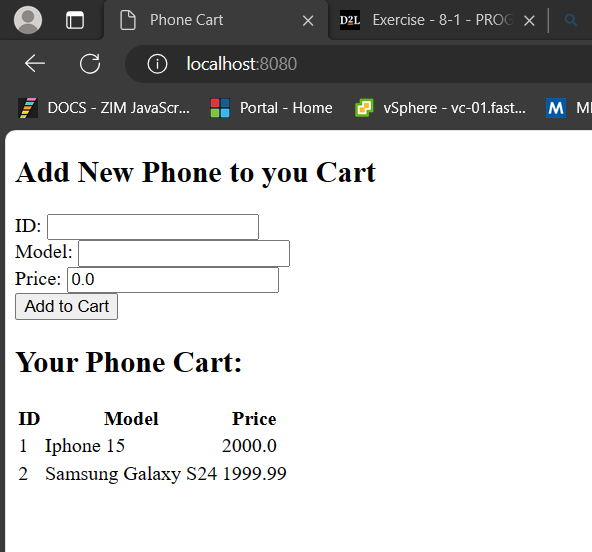 Phone Cart
D2L Exercise - 8-1 - PROG
localhost:8080
DOCS - ZIM JavaScr... Portal - Home vSphere - vc-01.fast... M
Add New Phone to you Cart
ID:
Model:
Price: 0.0
Add to Cart
Your Phone Cart:
ID Model Price
1 Iphone 15 2000.0
2 Samsung Galaxy S24 1999.99